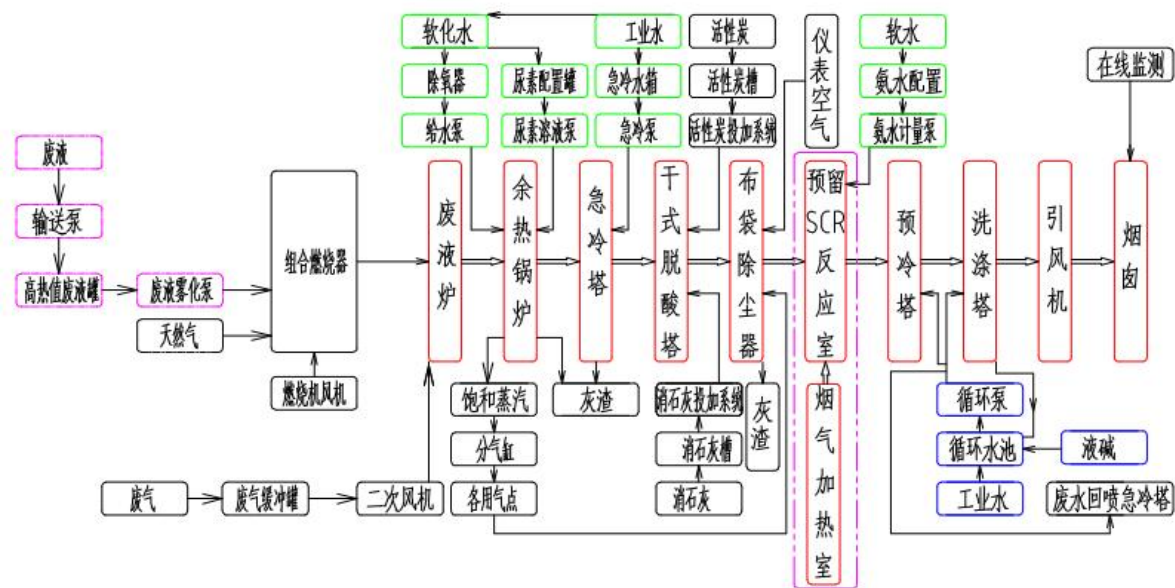 软化水
工业水
活性炭
仪表空气
软水
在线监测
除氧器
尿素配置罐
急冷水箱
活性炭槽
氨水配置
给水泵
尿素溶液泵
急冷泵
活性炭投加系统
氨水计量泵
废液
输送泵
高热值废液罐
废液雾化泵
天然气
组合燃烧器
燃烧机风机
废液炉
余热锅炉
急冷塔
干式脱酸塔
布袋除尘器
预留SCR反应室
预冷塔
洗涤塔
引风机
烟囱
饱和蒸汽
灰渣
消石灰投加系统
灰渣
烟气加热室
循环泵
分气缸
消石灰槽
循环水池
液碱
废气
废气缓冲罐
二次风机
各用气点
消石灰
工业水
废水回喷急冷塔